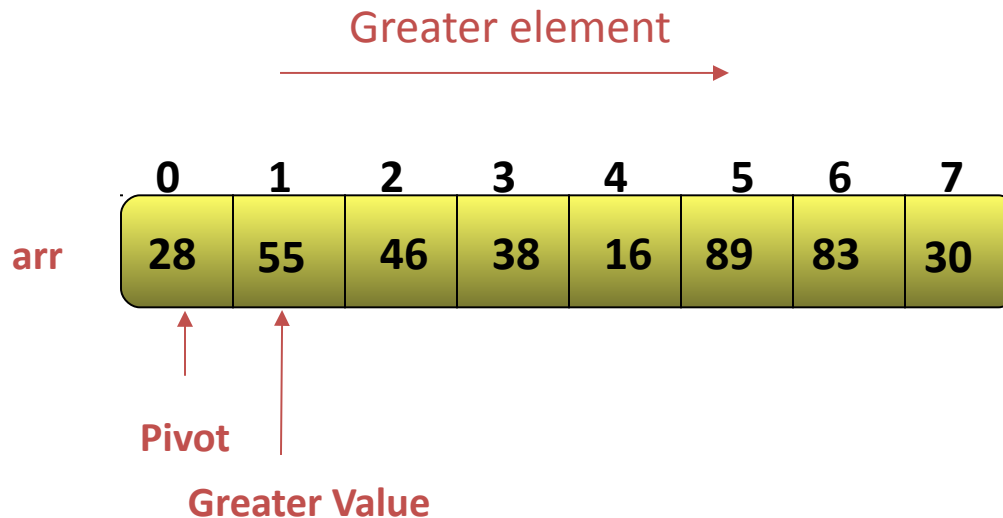 Greater element
0 1 2 3 4 5 6 7
arr 28 55 46 38 16 89 83 30
Pivot
Greater Value